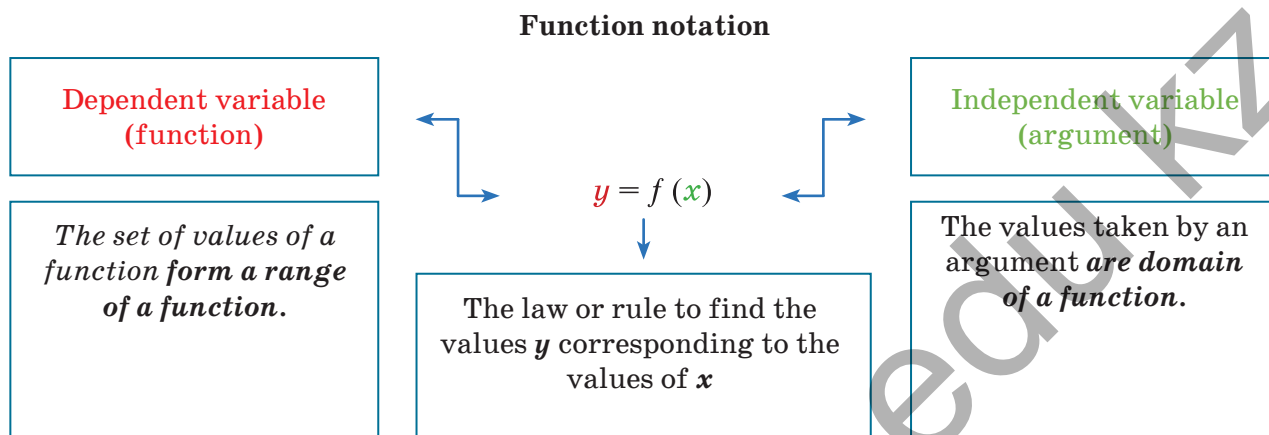 Function notation
Dependent variable
(function)
Independent variable
(argument)
y = f (x)
The set of values of a
function form a range
of a function.
The law or rule to find the
values y corresponding to the
values of x
The values taken by an
argument are domain
of a function.
edu kz